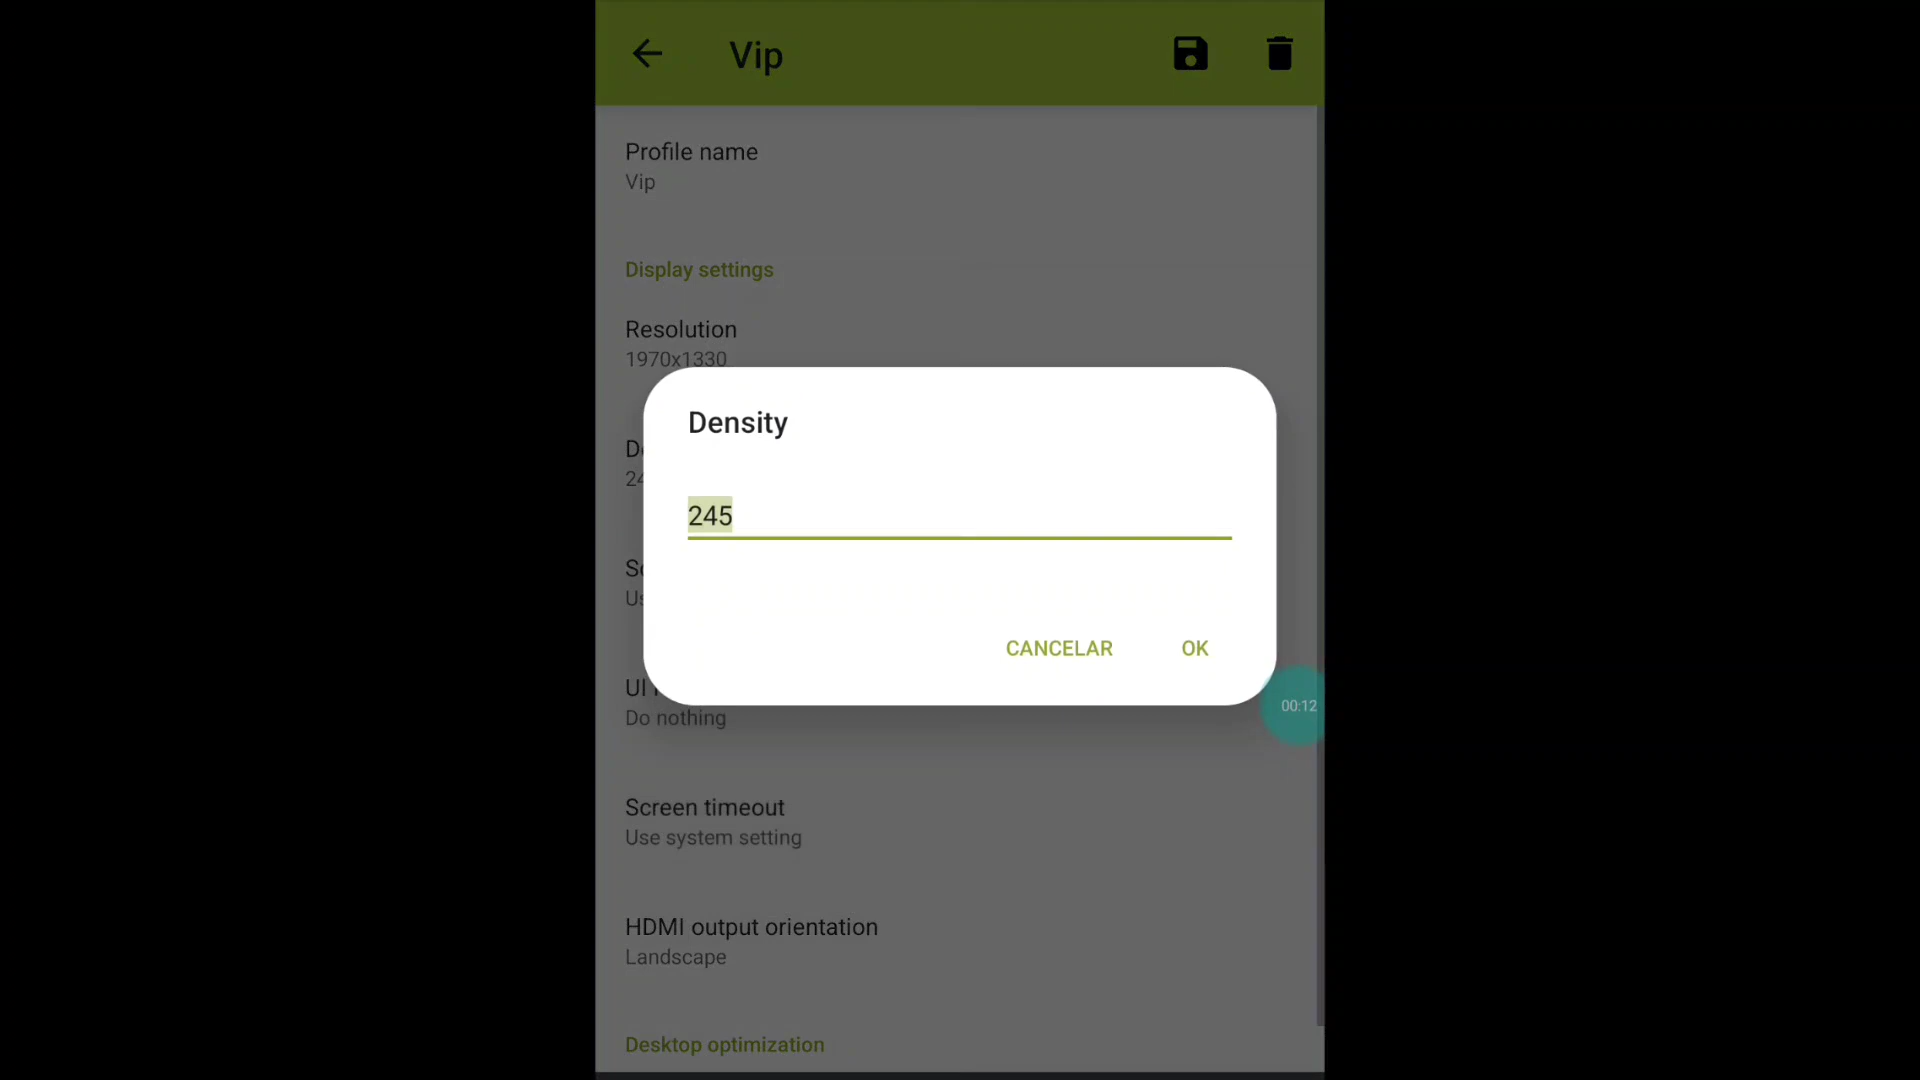 Vip
Profile name
Vip
Display settings
Resolution
1970x1330
Density
245
CANCELAR
OK
UI
Do nothing
00:12
Screen timeout
Use system setting
HDMI output orientation
Landscape
Desktop optimization